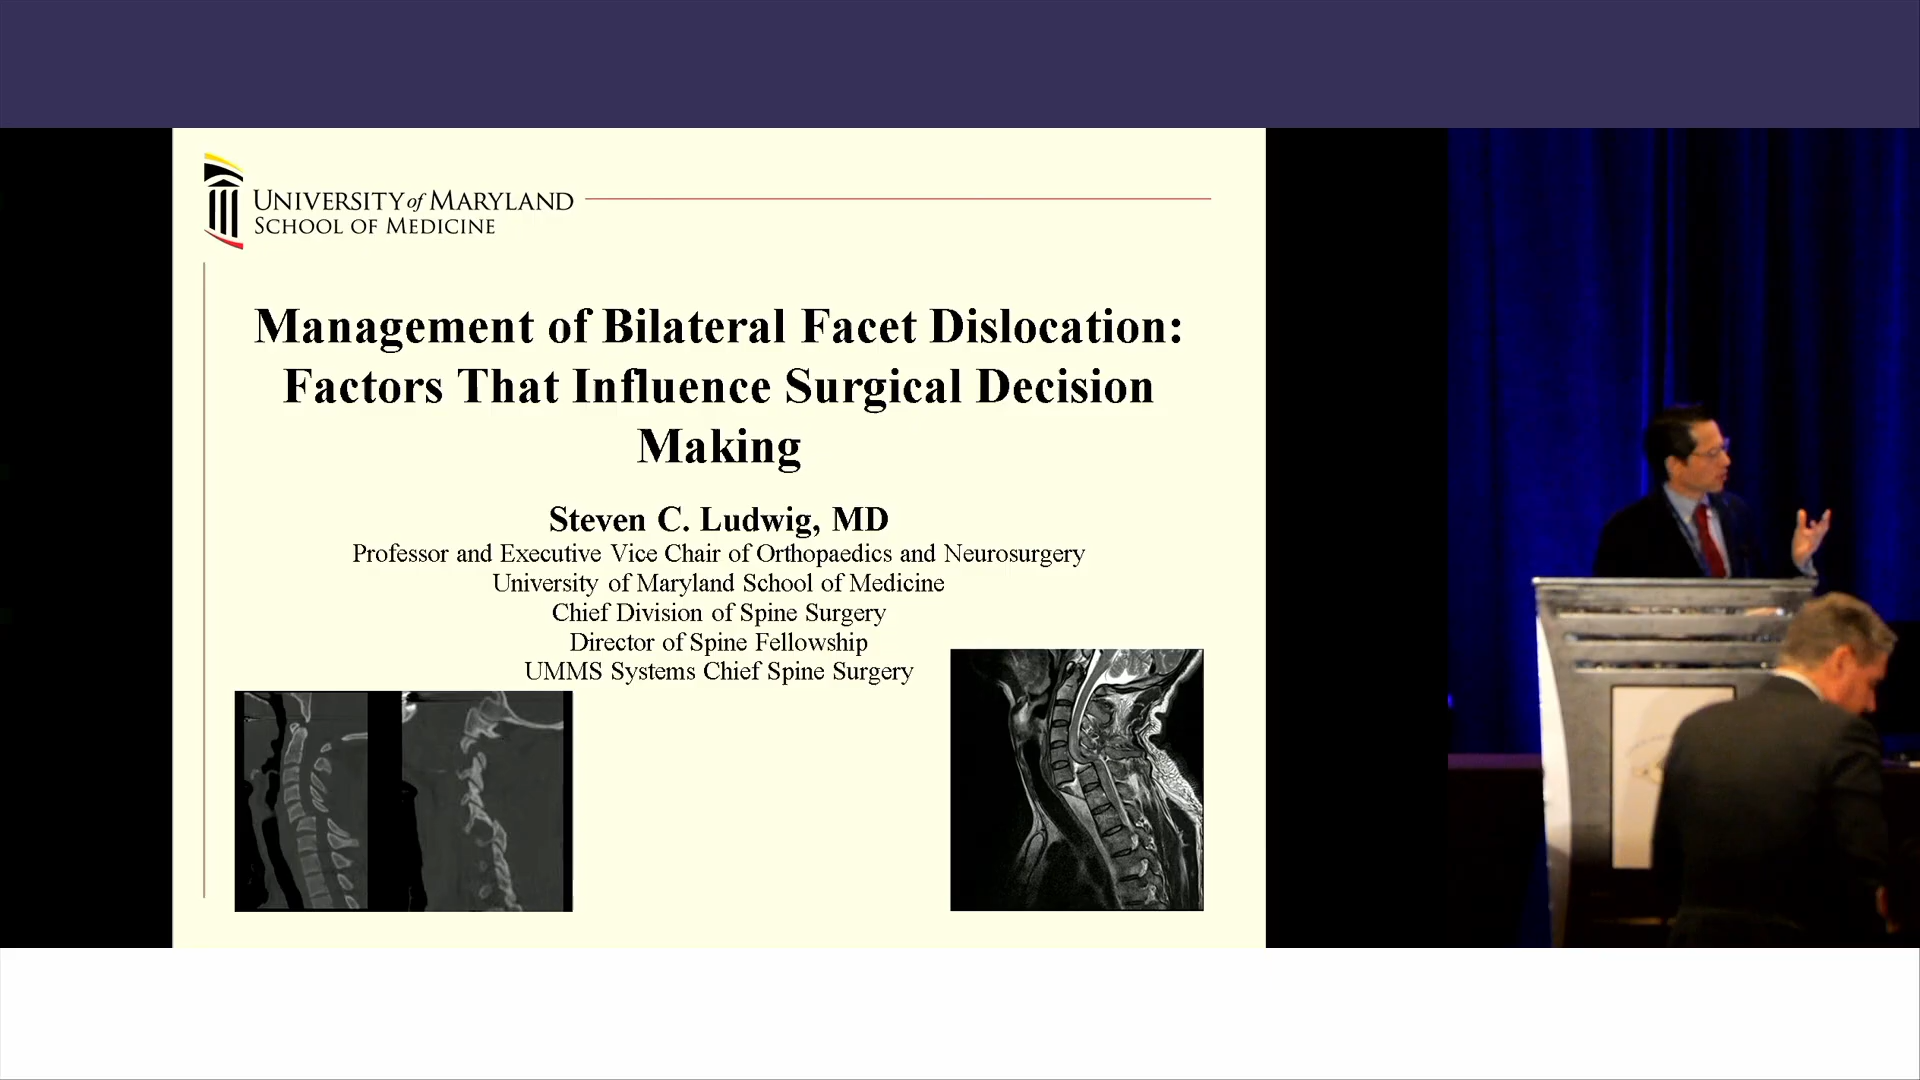 UNIVERSITY of MARYLAND
SCHOOL OF MEDICINE
Management of Bilateral Facet Dislocation:
Factors That Influence Surgical Decision
Making
Steven C. Ludwig, MD
Professor and Executive Vice Chair of Orthopaedics and Neurosurgery
University of Maryland School of Medicine
Chief Division of Spine Surgery
Director of Spine Fellowship
UMMS Systems Chief Spine Surgery